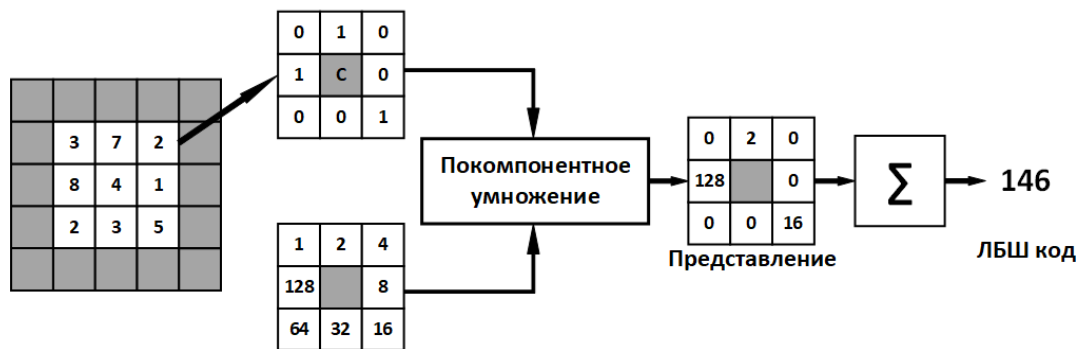 0 1 0
1 C 0
0 0 1
3 7 2
8 4 1
2 3 5
Покомпонентное
умножение
1 2 4
128 8
64 32 16
0 2 0
128 0
0 0 16
Представление
Σ
146
ЛБШ код